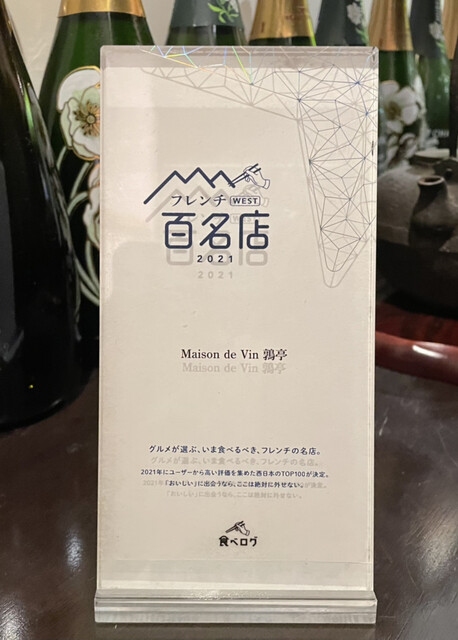 フレンチ WEST
百名店
2021
Maison de Vin 鶉亭
グルメが選ぶ、いま食べるべき、フレンチの名店。
2021年にユーザーから高い評価を集めた西日本のTOP100が決定。
「おいしい」に出会うなら、ここは絶対に外せない。
食べログ